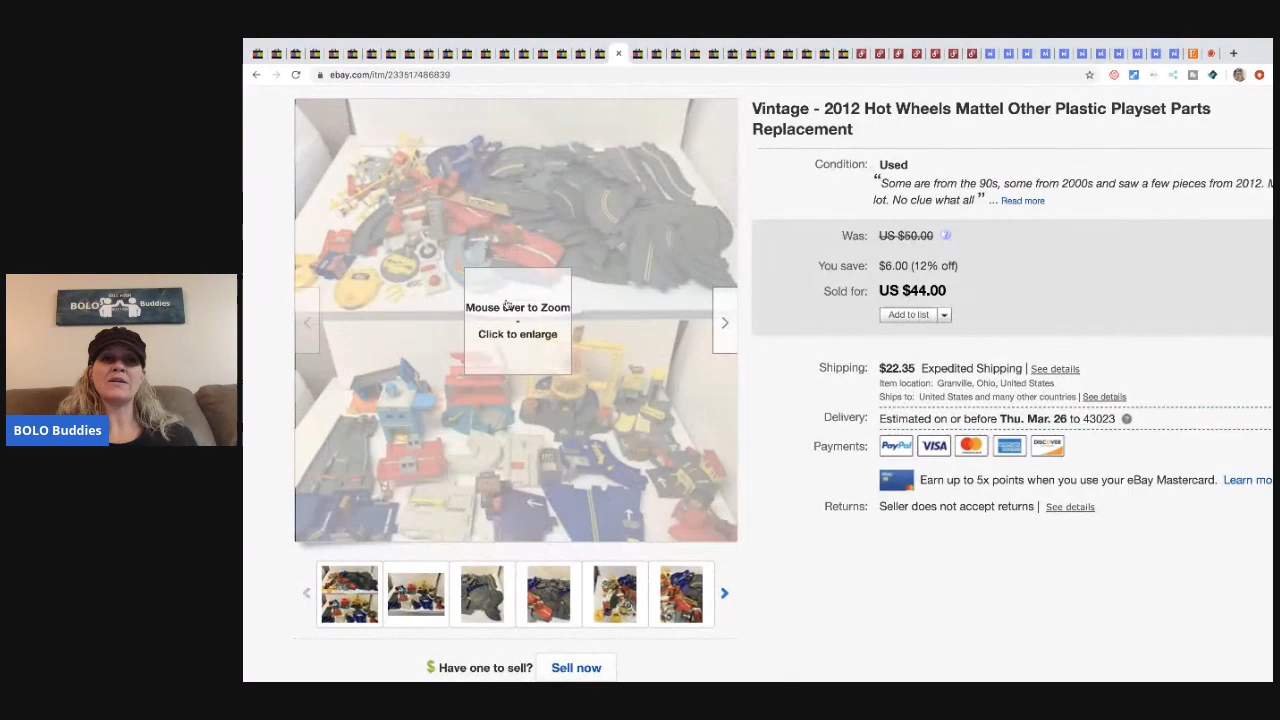 ebay.com/itm/233517486839
Vintage - 2012 Hot Wheels Mattel Other Plastic Playset Parts
Replacement
Condition: Used
“Some are from the 90s, some from 2000s and saw a few pieces from 2012.
lot. No clue what all ” ... Read more
Was: US $50.00
You save: $6.00 (12% off)
Sold for: US $44.00
Add to list
Mouse over to Zoom
-
Click to enlarge
Shipping: $22.35 Expedited Shipping | See details
Item location: Granville, Ohio, United States
Ships to: United States and many other countries | See details
Delivery: Estimated on or before Thu. Mar. 26 to 43023
Payments: PayPal VISA DISCOVER
Earn up to 5x points when you use your eBay Mastercard. Learn mo
Returns: Seller does not accept returns | See details
$ Have one to sell? Sell now
BOLO Buddies
BOLO Buddies